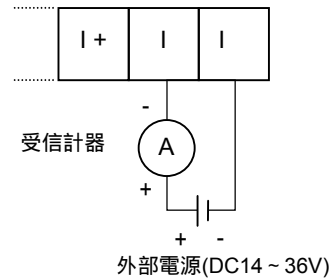 I + I I
-
受信計器 A
+
+ -
外部電源(DC14 ~ 36V)